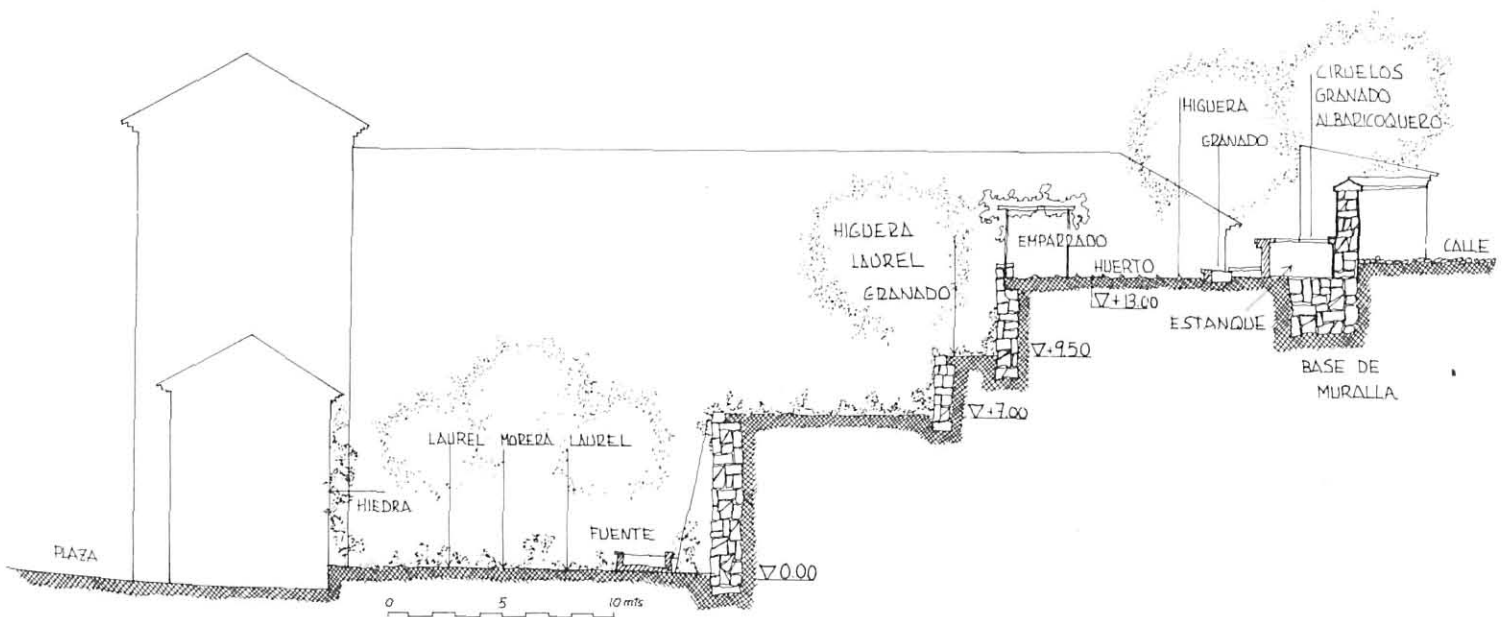 CIRUELOS
GRANADO
ALBARICOQUERO
HIGUERA
GRANADO
HIGUERA
LAUREL
GRANADO
EMPARRADO
HUERTO
CALLE
▽+13.00
ESTANQUE
▽+9.50
BASE DE
MURALLA
▽+7.00
LAUREL MORERA LAUREL
HIEDRA
FUENTE
PLAZA
▽0.00
0 5 10 mts